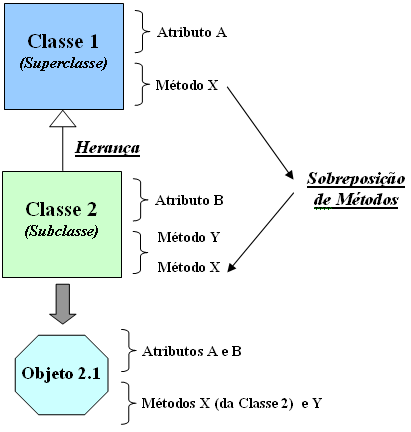 Classe 1
(Superclasse)
Atributo A
Método X
Herança
Sobreposição
de Métodos
Classe 2
(Subclasse)
Atributo B
Método Y
Método X
Objeto 2.1
Atributos A e B
Métodos X (da Classe 2) e Y